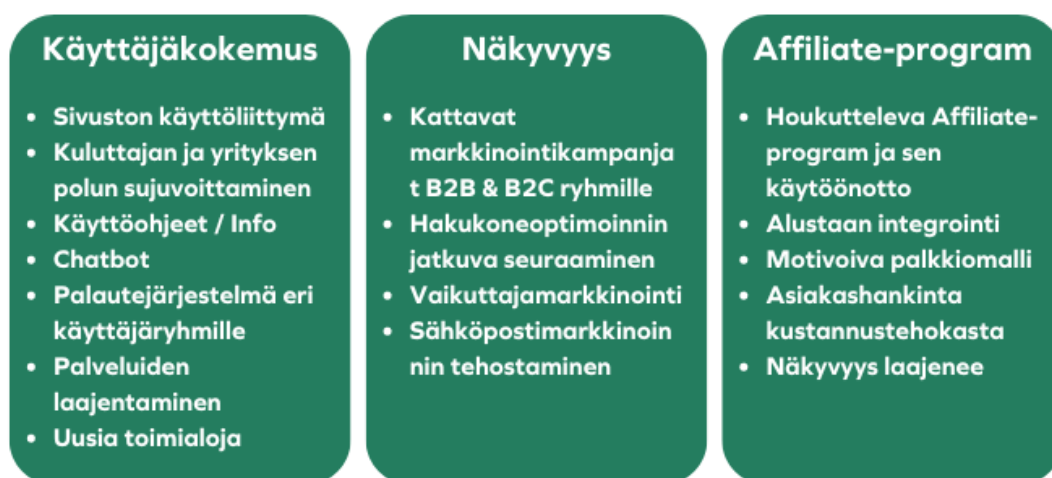 Käyttäjäkokemus
• Sivuston käyttöliittymä
• Kuluttajan ja yrityksen
polun sujuvoittaminen
• Käyttöohjeet / Info
• Chatbot
• Palautejärjestelmä eri
käyttäjäryhmille
• Palveluiden
laajentaminen
• Uusia toimialoja
Näkyvyys
• Kattavat
markkinointikampanja
t B2B & B2C ryhmille
• Hakukoneoptimoinnin
jatkuva seuraaminen
• Vaikuttajamarkkinointi
• Sähköpostimarkkinoin
nin tehostaminen
Affiliate-program
• Houkutteleva Affiliate-
program ja sen
käytöönotto
• Alustaan integrointi
• Motivoiva palkkiomalli
• Asiakashankinta
kustannustehokasta
• Näkyvyys laajenee